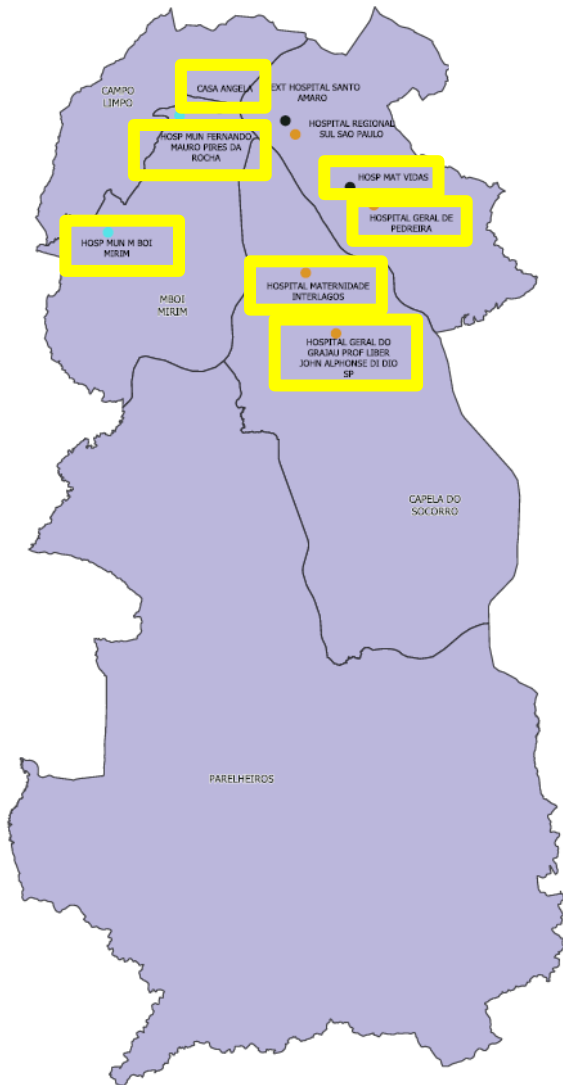 CASA ANGELA
EXT HOSPITAL SANTO
AMARO
CAMPO
LIMPO
HOSPITAL REGIONAL
SUL SAO PAULO
HOSP MUN FERNANDO
MAURO PIRES DA
ROCHA
HOSP MAT VIDAS
HOSPITAL GERAL DE
PEDREIRA
HOSP MUN M BOI
MIRIM
HOSPITAL MATERNIDADE
INTERLAGOS
MBOI
MIRIM
HOSPITAL GERAL DO
GRAJAU PROF LIBER
JOHN ALPHONSE DI DIO
SP
CAPELA DO
SOCORRO
PARELHEIROS